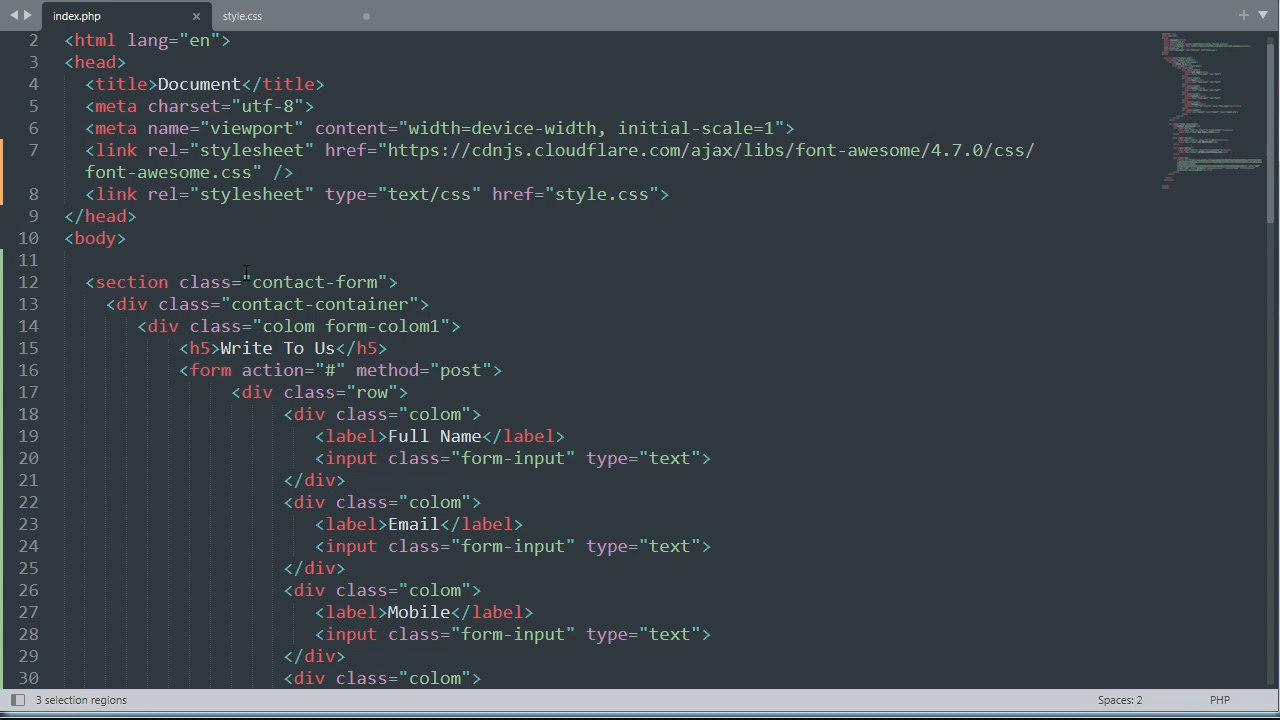 index.php
style.css
2 <html lang="en">
3 <head>
4 <title>Document</title>
5 <meta charset="utf-8">
6 <meta name="viewport" content="width=device-width, initial-scale=1">
7 <link rel="stylesheet" href="https://cdnjs.cloudflare.com/ajax/libs/font-awesome/4.7.0/css/
font-awesome.css" />
8 <link rel="stylesheet" type="text/css" href="style.css">
9 </head>
10 <body>
11
12 <section class="contact-form">
13 <div class="contact-container">
14 <div class="colom form-colom1">
15 <h5>Write To Us</h5>
16 <form action="#" method="post">
17 <div class="row">
18 <div class="colom">
19 <label>Full Name</label>
20 <input class="form-input" type="text">
21 </div>
22 <div class="colom">
23 <label>Email</label>
24 <input class="form-input" type="text">
25 </div>
26 <div class="colom">
27 <label>Mobile</label>
28 <input class="form-input" type="text">
29 </div>
30 <div class="colom">
3 selection regions
Spaces: 2
PHP